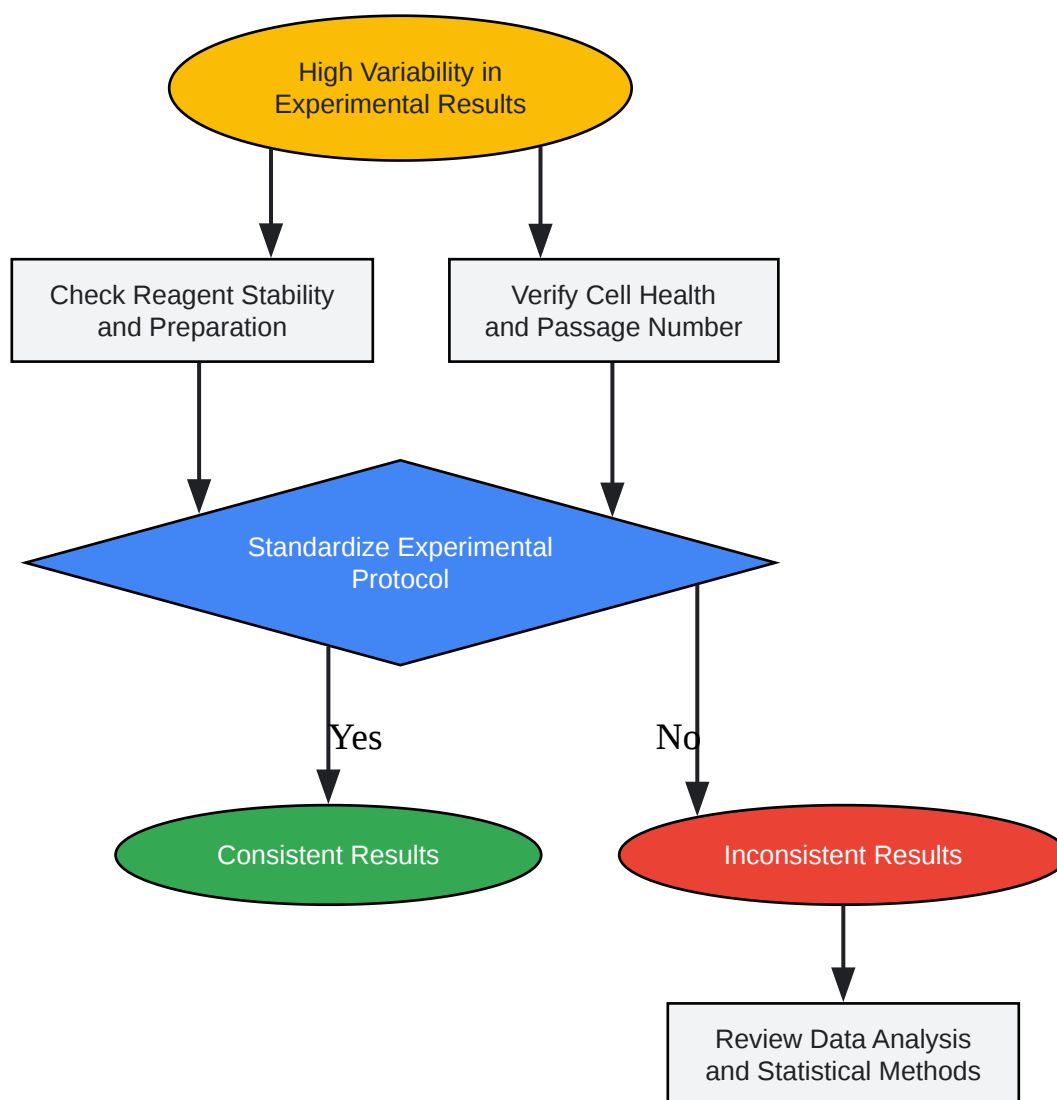 High Variability in
Experimental Results
Check Reagent Stability
and Preparation
Verify Cell Health
and Passage Number
Standardize Experimental
Protocol
Yes
No
Consistent Results
Inconsistent Results
Review Data Analysis
and Statistical Methods